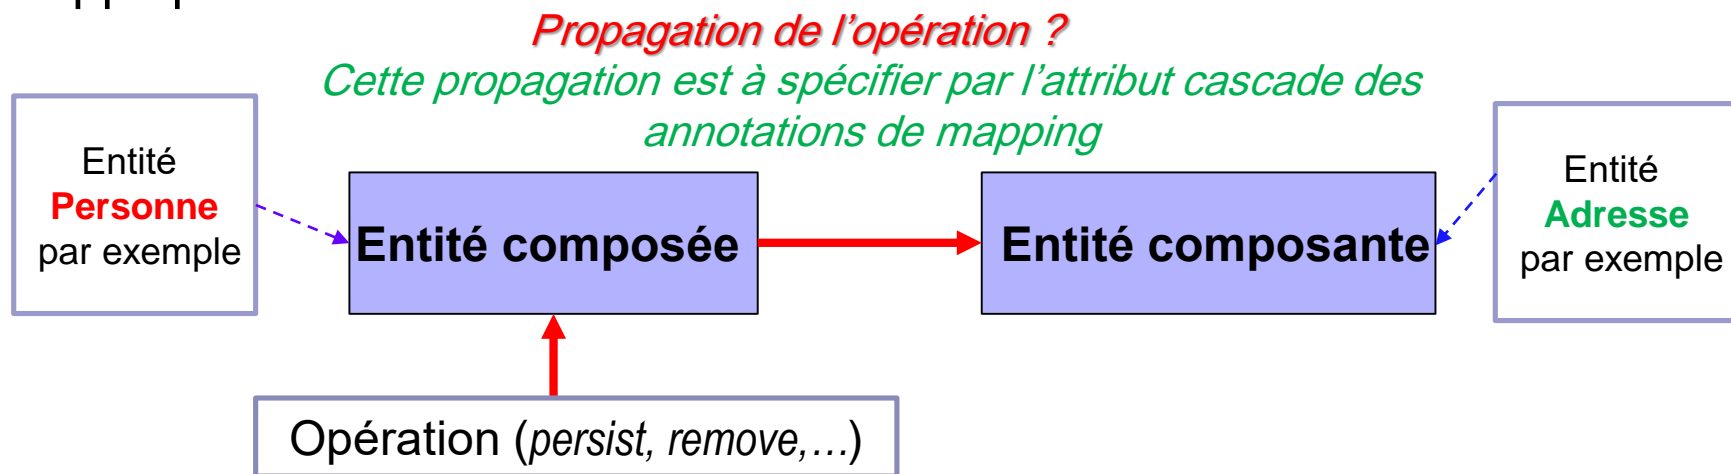 Propagation de l’opération ?
Cette propagation est à spécifier par l’attribut cascade des
annotations de mapping
Entité
Personne
par exemple
Entité composée
Entité composante
Entité
Adresse
par exemple
Opération (persist, remove,…)